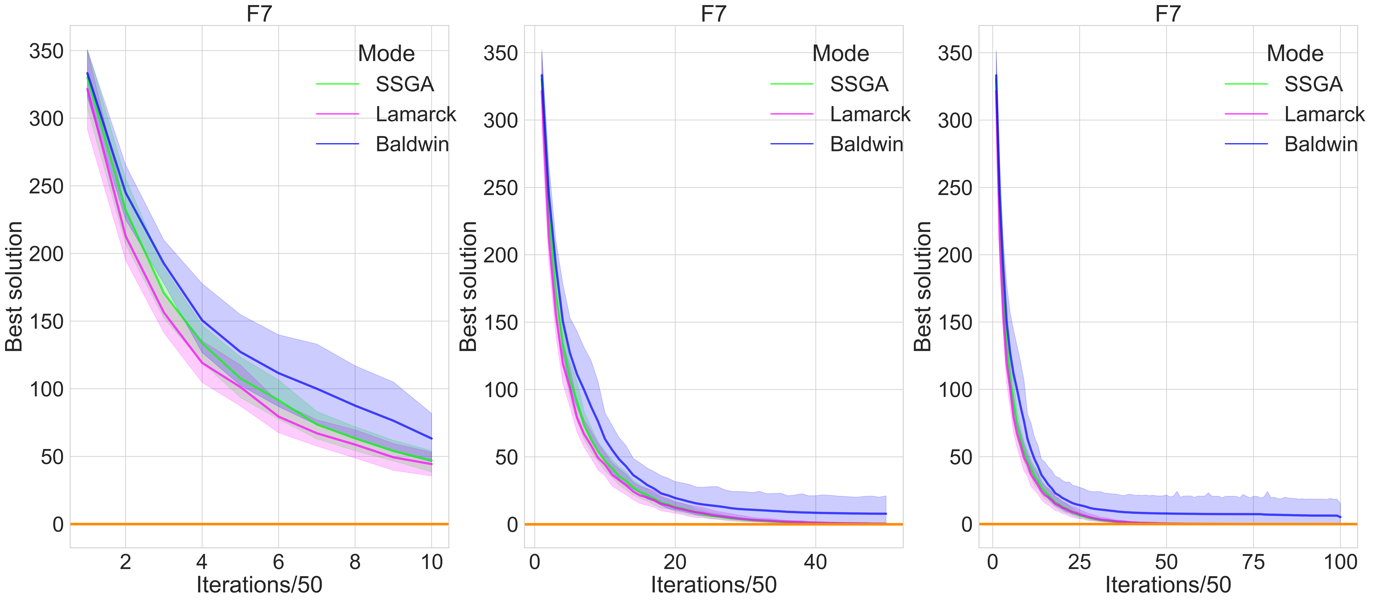 F7
Best solution
350
300
250
200
150
100
50
0
Mode
SSGA
Lamarck
Baldwin
2
4
6
8
10
Iterations/50
F7
Best solution
350
300
250
200
150
100
50
0
Mode
SSGA
Lamarck
Baldwin
0
20
40
Iterations/50
F7
Best solution
350
300
250
200
150
100
50
0
Mode
SSGA
Lamarck
Baldwin
0
25
50
75
100
Iterations/50